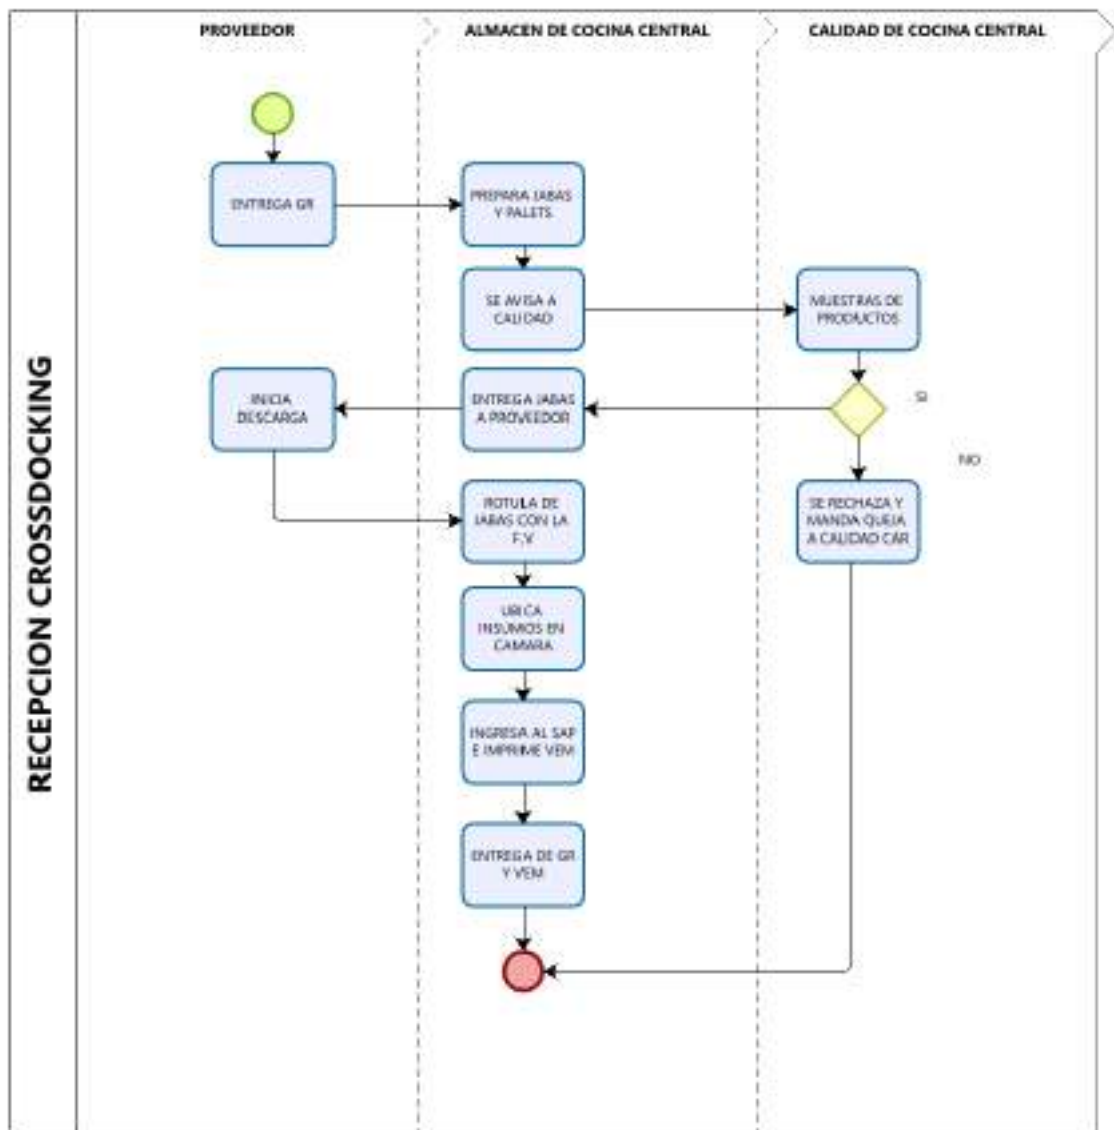 RECEPCION CROSSDOCKING
PROVEEDOR
ALMACEN DE COCINA CENTRAL
CALIDAD DE COCINA CENTRAL
ENTREGA GR
PREPARA JABAS
Y PALETS
SE AVISA A
CALIDAD
MUESTRAS DE
PRODUCTOS
INICIA
DESCARGA
ENTREGA JABAS
A PROVEEDOR
SI
NO
ROTULA DE
JABAS CON LA
F.V
SE RECHAZA Y
MANDA QUEJA
A CALIDAD CAR
UBICA
INSUMOS EN
CAMARA
INGRESA AL SAP
E IMPRIME VEM
ENTREGA DE GR
Y VEM